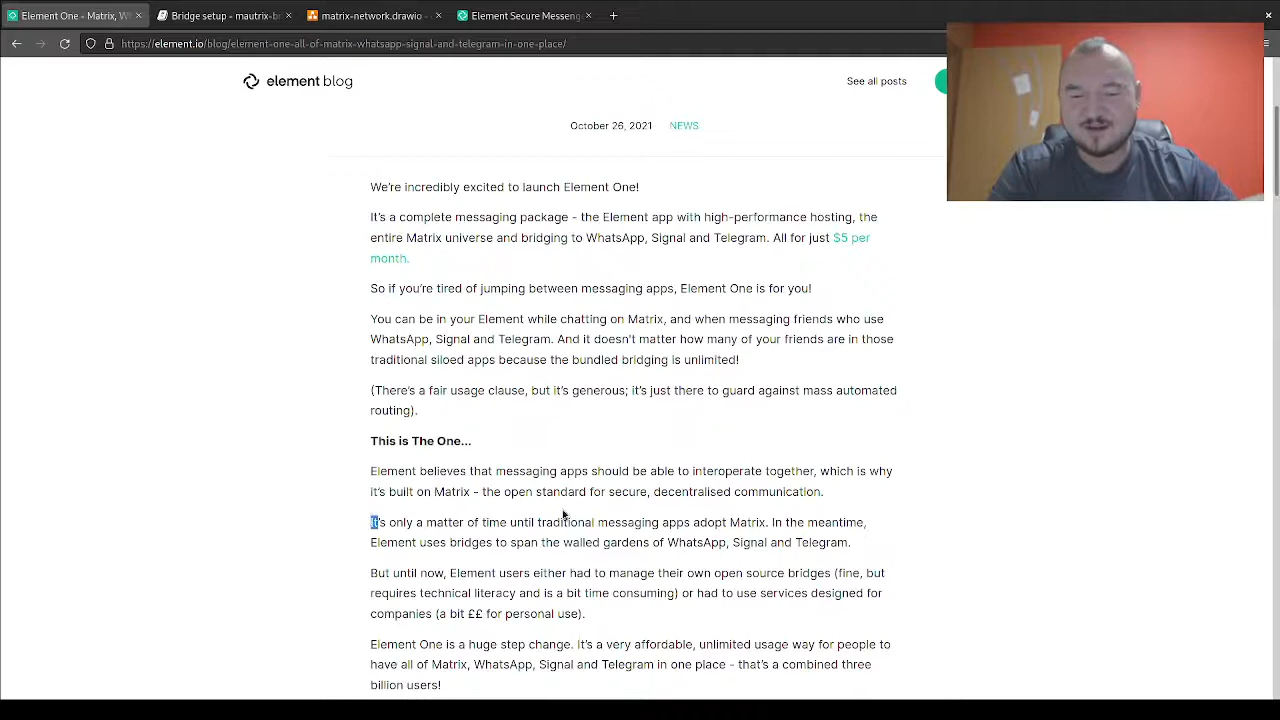 Element One - Matrix, W
Bridge setup - mautrix-br
matrix-network.drawio -
Element Secure Messeng
https://element.io/blog/element-one-all-of-matrix-whatsapp-signal-and-telegram-in-one-place/
element blog
See all posts
October 26, 2021 NEWS
We're incredibly excited to launch Element One!
It's a complete messaging package - the Element app with high-performance hosting, the
entire Matrix universe and bridging to WhatsApp, Signal and Telegram. All for just $5 per
month.
So if you're tired of jumping between messaging apps, Element One is for you!
You can be in your Element while chatting on Matrix, and when messaging friends who use
WhatsApp, Signal and Telegram. And it doesn't matter how many of your friends are in those
traditional siloed apps because the bundled bridging is unlimited!
(There's a fair usage clause, but it's generous; it's just there to guard against mass automated
routing).
This is The One...
Element believes that messaging apps should be able to interoperate together, which is why
it's built on Matrix - the open standard for secure, decentralised communication.
It's only a matter of time until traditional messaging apps adopt Matrix. In the meantime,
Element uses bridges to span the walled gardens of WhatsApp, Signal and Telegram.
But until now, Element users either had to manage their own open source bridges (fine, but
requires technical literacy and is a bit time consuming) or had to use services designed for
companies (a bit ££ for personal use).
Element One is a huge step change. It's a very affordable, unlimited usage way for people to
have all of Matrix, WhatsApp, Signal and Telegram in one place - that's a combined three
billion users!